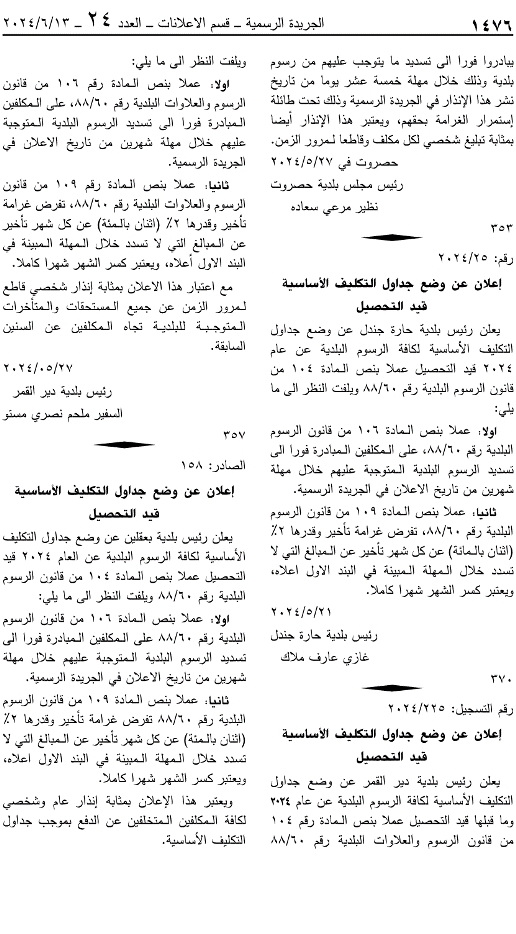 ١٤٧٦
الجريدة الرسمية ـ قسم الاعلانات ـ العدد ٢٤ ـ ٢٠٢٤/٦/١٣
يبادروا فورا الى تسديد ما يتوجب عليهم من رسوم
بلدية وذلك خلال مهلة خمسة عشر يوما من تاريخ
نشر هذا الإنذار في الجريدة الرسمية وذلك تحت طائلة
إستمرار الغرامة بحقهم، ويعتبر هذا الإنذار أيضا
بمثابة تبليغ شخصي لكل مكلف وقاطعا لمرور الزمن.
حصروت في ٢٠٢٤/٥/٢٧
رئيس مجلس بلدية حصروت
نظير مرعي سعاده
٣٥٣
رقم: ٢٠٢٤/٢٥
إعلان عن وضع جداول التكليف الأساسية
قيد التحصيل
يعلن رئيس بلدية حارة جندل عن وضع جداول
التكليف الأساسية لكافة الرسوم البلدية عن عام
٢٠٢٤ قيد التحصيل عملا بنص المادة ١٠٤ من
قانون الرسوم البلدية رقم ٨٨/٦٠ ويلفت النظر الى ما
يلي:
اولا: عملا بنص المادة ١٠٦ من قانون الرسوم
البلدية رقم ٨٨/٦٠، على المكلفين المبادرة فورا الى
تسديد الرسوم البلدية المتوجبة عليهم خلال مهلة
شهرين من تاريخ الاعلان في الجريدة الرسمية.
ثانيا: عملا بنص المادة ١٠٩ من قانون الرسوم
البلدية رقم ٨٨/٦٠، تفرض غرامة تأخير وقدرها ٢٪
(اثنان بالمائة) عن كل شهر تأخير عن المبالغ التي لا
تسدد خلال المهلة المبينة في البند الاول اعلاه،
ويعتبر كسر الشهر شهرا كاملا.
٢٠٢٤/٥/٢١
رئيس بلدية حارة جندل
غازي عارف ملاك
٣٧٠
رقم التسجيل: ٢٠٢٤/٢٢٥
إعلان عن وضع جداول التكليف الأساسية
قيد التحصيل
يعلن رئيس بلدية دير القمر عن وضع جداول
التكليف الأساسية لكافة الرسوم البلدية عن عام ٢٠٢٤
وما قبلها قيد التحصيل عملا بنص المادة رقم ١٠٤
من قانون الرسوم والعلاوات البلدية رقم ٨٨/٦٠
ويلفت النظر الى ما يلي:
اولا: عملا بنص المادة رقم ١٠٦ من قانون
الرسوم والعلاوات البلدية رقم ٨٨/٦٠، على المكلفين
المبادرة فورا الى تسديد الرسوم البلدية المتوجبة
عليهم خلال مهلة شهرين من تاريخ الاعلان في
الجريدة الرسمية.
ثانيا: عملا بنص المادة رقم ١٠٩ من قانون
الرسوم والعلاوات البلدية رقم ٨٨/٦٠، تفرض غرامة
تأخير وقدرها ٢٪ (اثنان بالمئة) عن كل شهر تأخير
عن المبالغ التي لا تسدد خلال المهلة المبينة في
البند الاول أعلاه، ويعتبر كسر الشهر شهرا كاملا.
مع اعتبار هذا الاعلان بمثابة إنذار شخصي قاطع
لمرور الزمن عن جميع المستحقات والمتأخرات
المتوجبة للبلدية تجاه المكلفين عن السنين
السابقة.
٢٠٢٤/٠٥/٢٧
رئيس بلدية دير القمر
السفير ملحم نصري مستو
٣٥٧
الصادر: ١٥٨
إعلان عن وضع جداول التكليف الأساسية
قيد التحصيل
يعلن رئيس بلدية بعقلين عن وضع جداول التكليف
الأساسية لكافة الرسوم البلدية عن العام ٢٠٢٤ قيد
التحصيل عملا بنص المادة ١٠٤ من قانون الرسوم
البلدية رقم ٨٨/٦٠ ويلفت النظر الى ما يلي:
اولا: عملا بنص المادة ١٠٦ من قانون الرسوم
البلدية رقم ٨٨/٦٠ على المكلفين المبادرة فورا الى
تسديد الرسوم البلدية المتوجبة عليهم خلال مهلة
شهرين من تاريخ الاعلان في الجريدة الرسمية.
ثانيا: عملا بنص المادة ١٠٩ من قانون الرسوم
البلدية رقم ٨٨/٦٠ تفرض غرامة تأخير وقدرها ٢٪
(اثنان بالمئة) عن كل شهر تأخير عن المبالغ التي لا
تسدد خلال المهلة المبينة في البند الاول اعلاه،
ويعتبر كسر الشهر شهرا كاملا.
ويعتبر هذا الإعلان بمثابة إنذار عام وشخصي
لكافة المكلفين المتخلفين عن الدفع بموجب جداول
التكليف الأساسية.